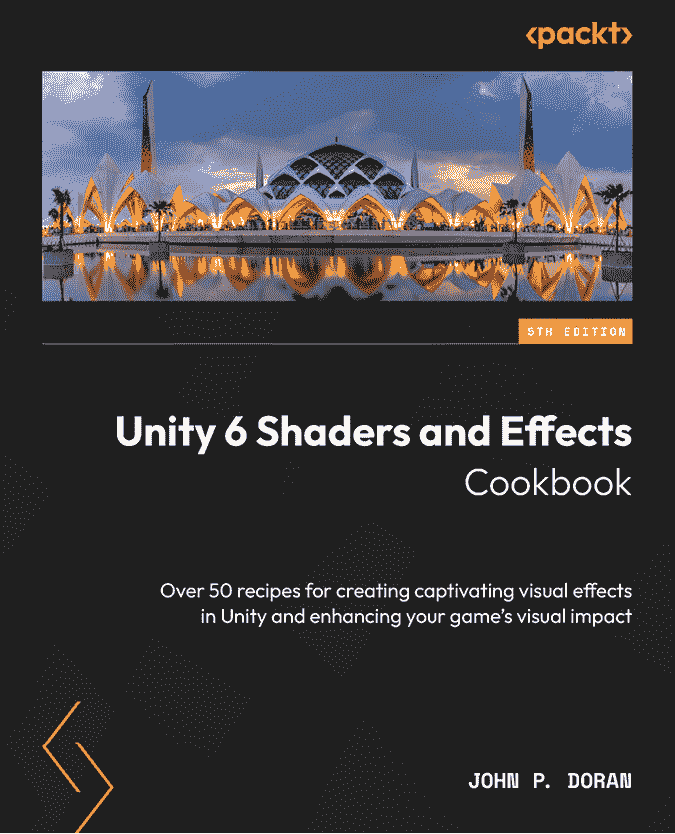 <packt>
5TH EDITION
Unity 6 Shaders and Effects
Cookbook
Over 50 recipes for creating captivating visual effects
in Unity and enhancing your game’s visual impact
JOHN P. DORAN